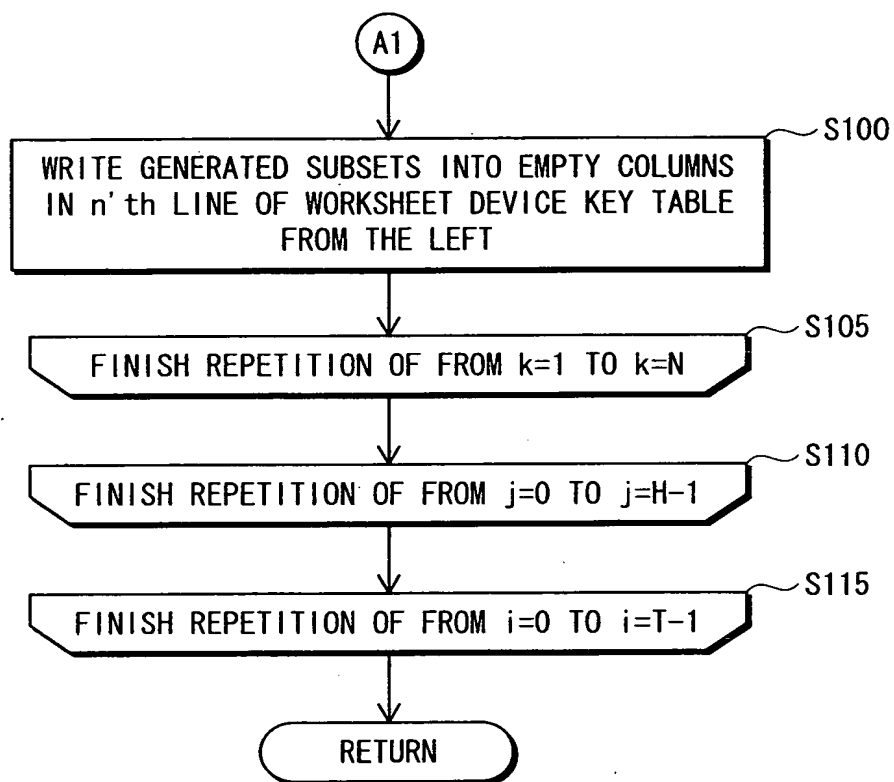 A1
S100
WRITE GENERATED SUBSETS INTO EMPTY COLUMNS
IN n'th LINE OF WORKSHEET DEVICE KEY TABLE
FROM THE LEFT
S105
FINISH REPETITION OF FROM k=1 TO k=N
S110
FINISH REPETITION OF FROM j=0 TO j=H-1
S115
FINISH REPETITION OF FROM i=0 TO i=T-1
RETURN